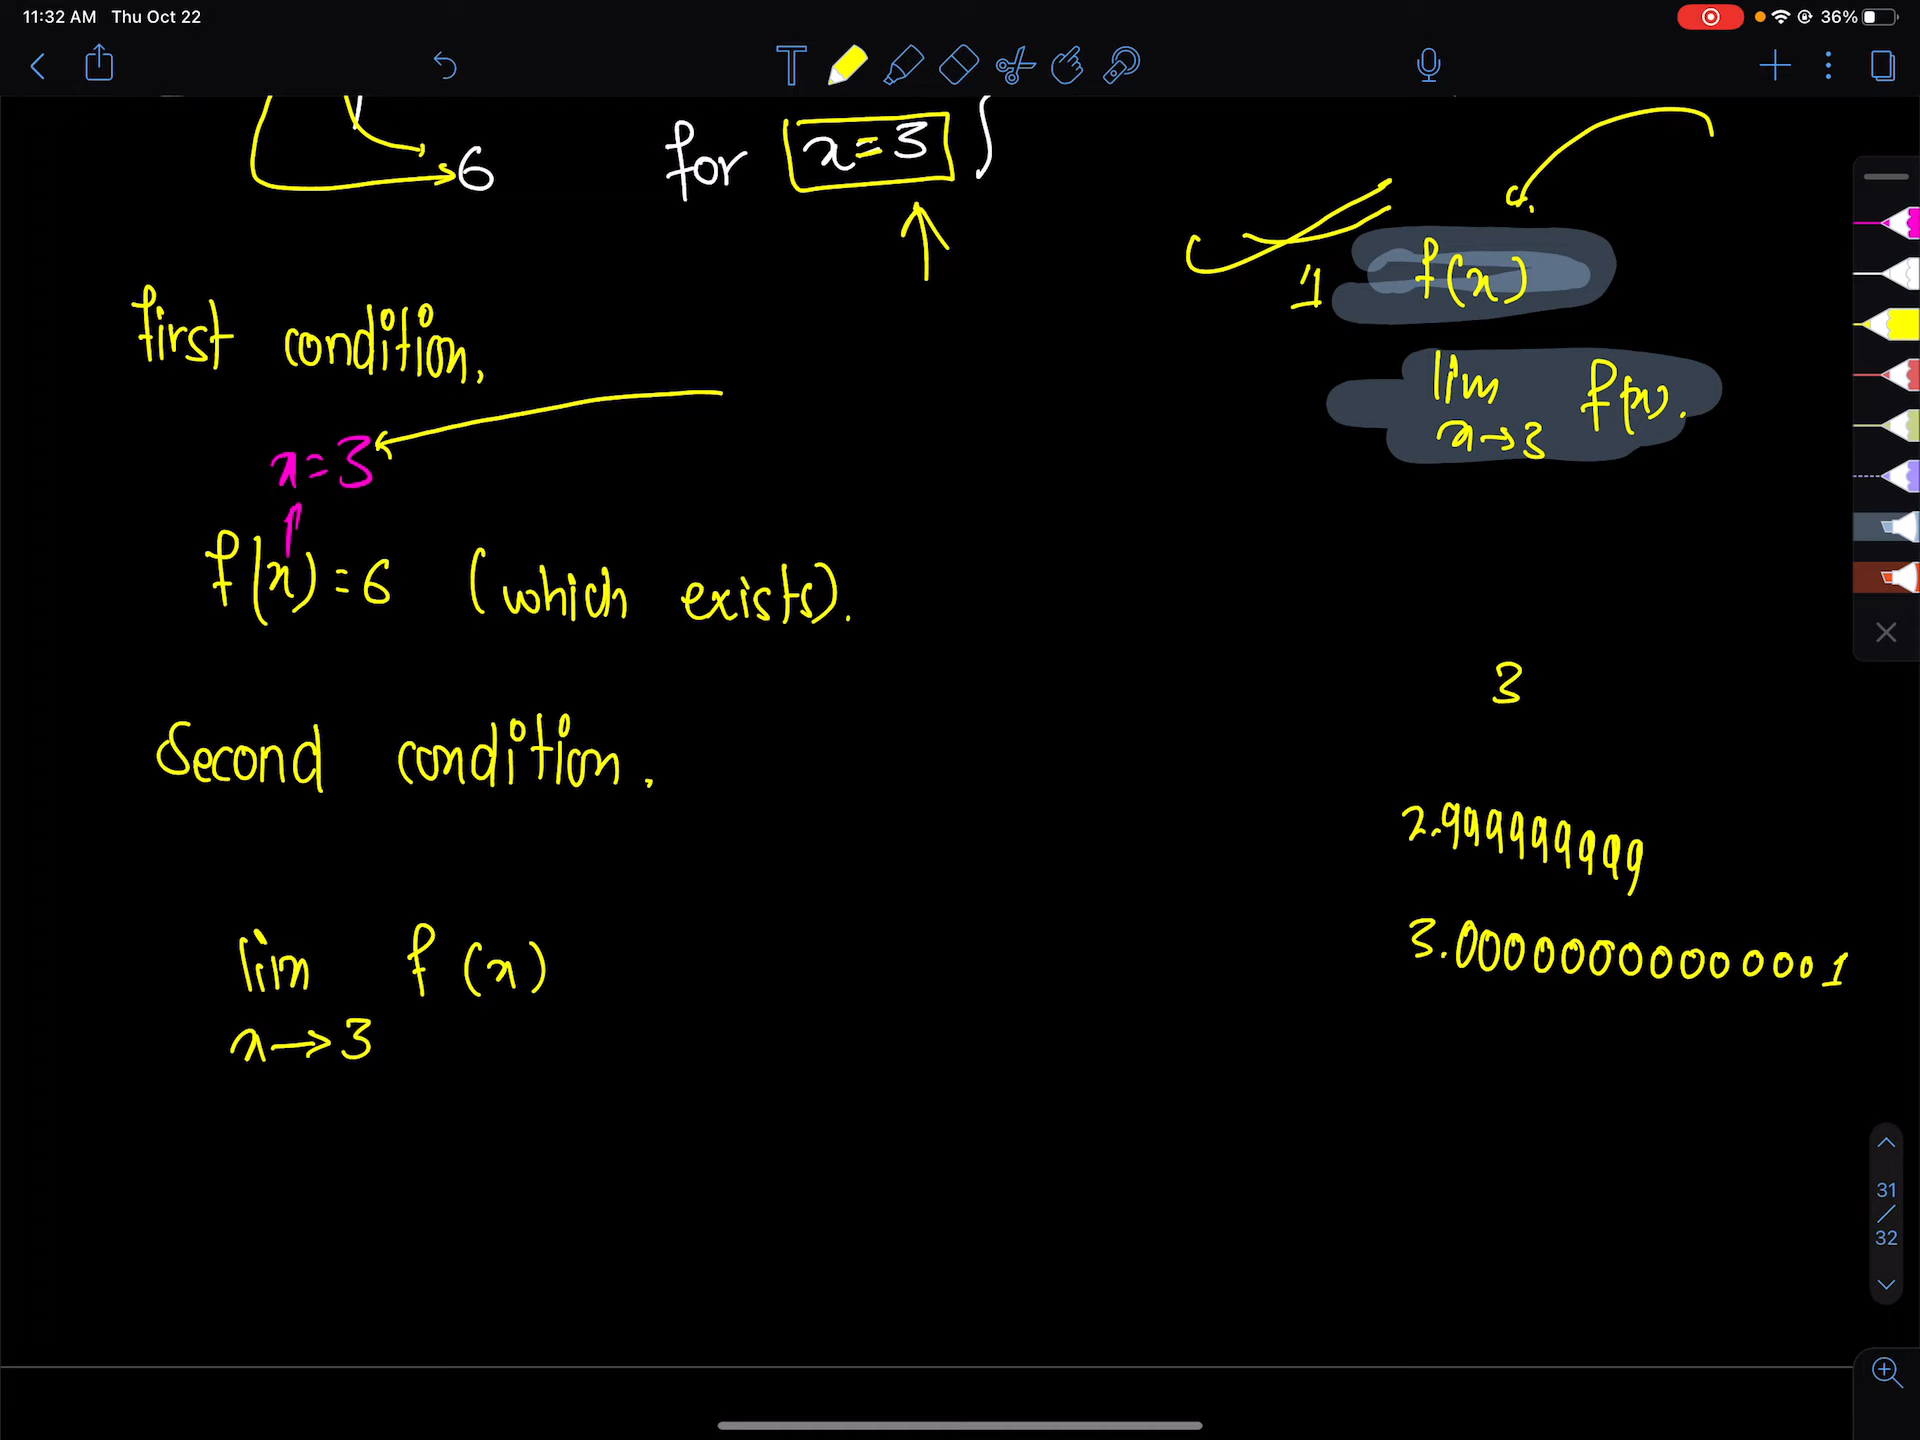 11:32 AM Thu Oct 22
36%
6 for x=3
1 f(x)
lim f(x).
x→3
first condition,
x=3
f(x)=6 (which exists).
3
Second condition.
2.999999999
3.00000000000001
lim f(x)
x→3
31
/
32